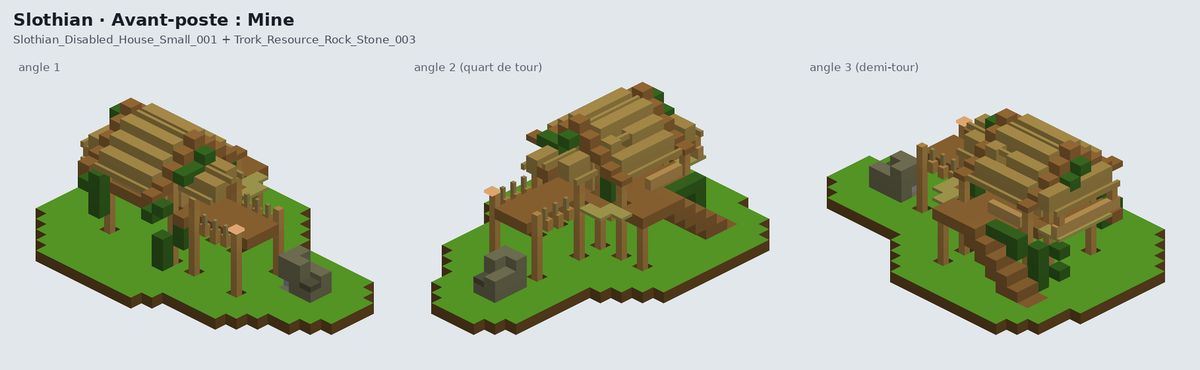 Slothian · Avant-poste : Mine
Slothian_Disabled_House_Small_001 + Trork_Resource_Rock_Stone_003
angle 1
angle 2 (quart de tour)
angle 3 (demi-tour)